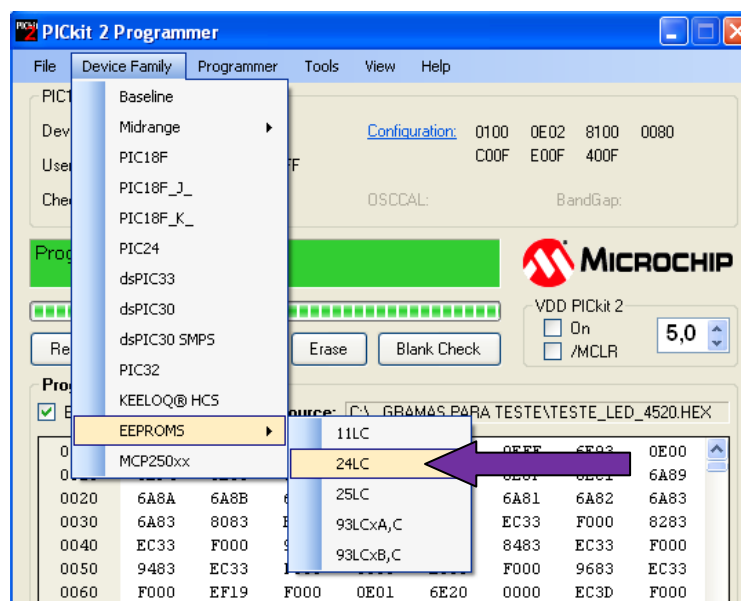 PICkit 2 Programmer
File Device Family Programmer Tools View Help
Baseline
Midrange
PIC18F
PIC18F_J_
PIC18F_K_
PIC24
dsPIC33
dsPIC30
dsPIC30 SMPS
PIC32
KEELOQ® HCS
EEPROMS
MCP250xx
11LC
24LC
25LC
93LCxA,C
93LCxB,C
Configuration: 0100 0E02 8100 0080
C00F E00F 400F
OSCCAL: BandGap:
MICROCHIP
VDD PICkit 2
On
/MCLR
5,0
Erase Blank Check
TESTE\TESTE_LED_4520.HEX
0E00
6A89
0020 6A8A 6A8B 6A81 6A82 6A83
0030 6A83 8083 EC33 F000 8283
0040 EC33 F000 8483 EC33 F000
0050 9483 EC33 F000 9683 EC33
0060 F000 EF19 F000 0E01 6E20 0000 EC3D F000